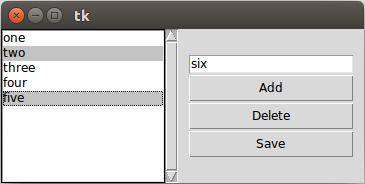 tk
one
two
three
four
five
six
Add
Delete
Save